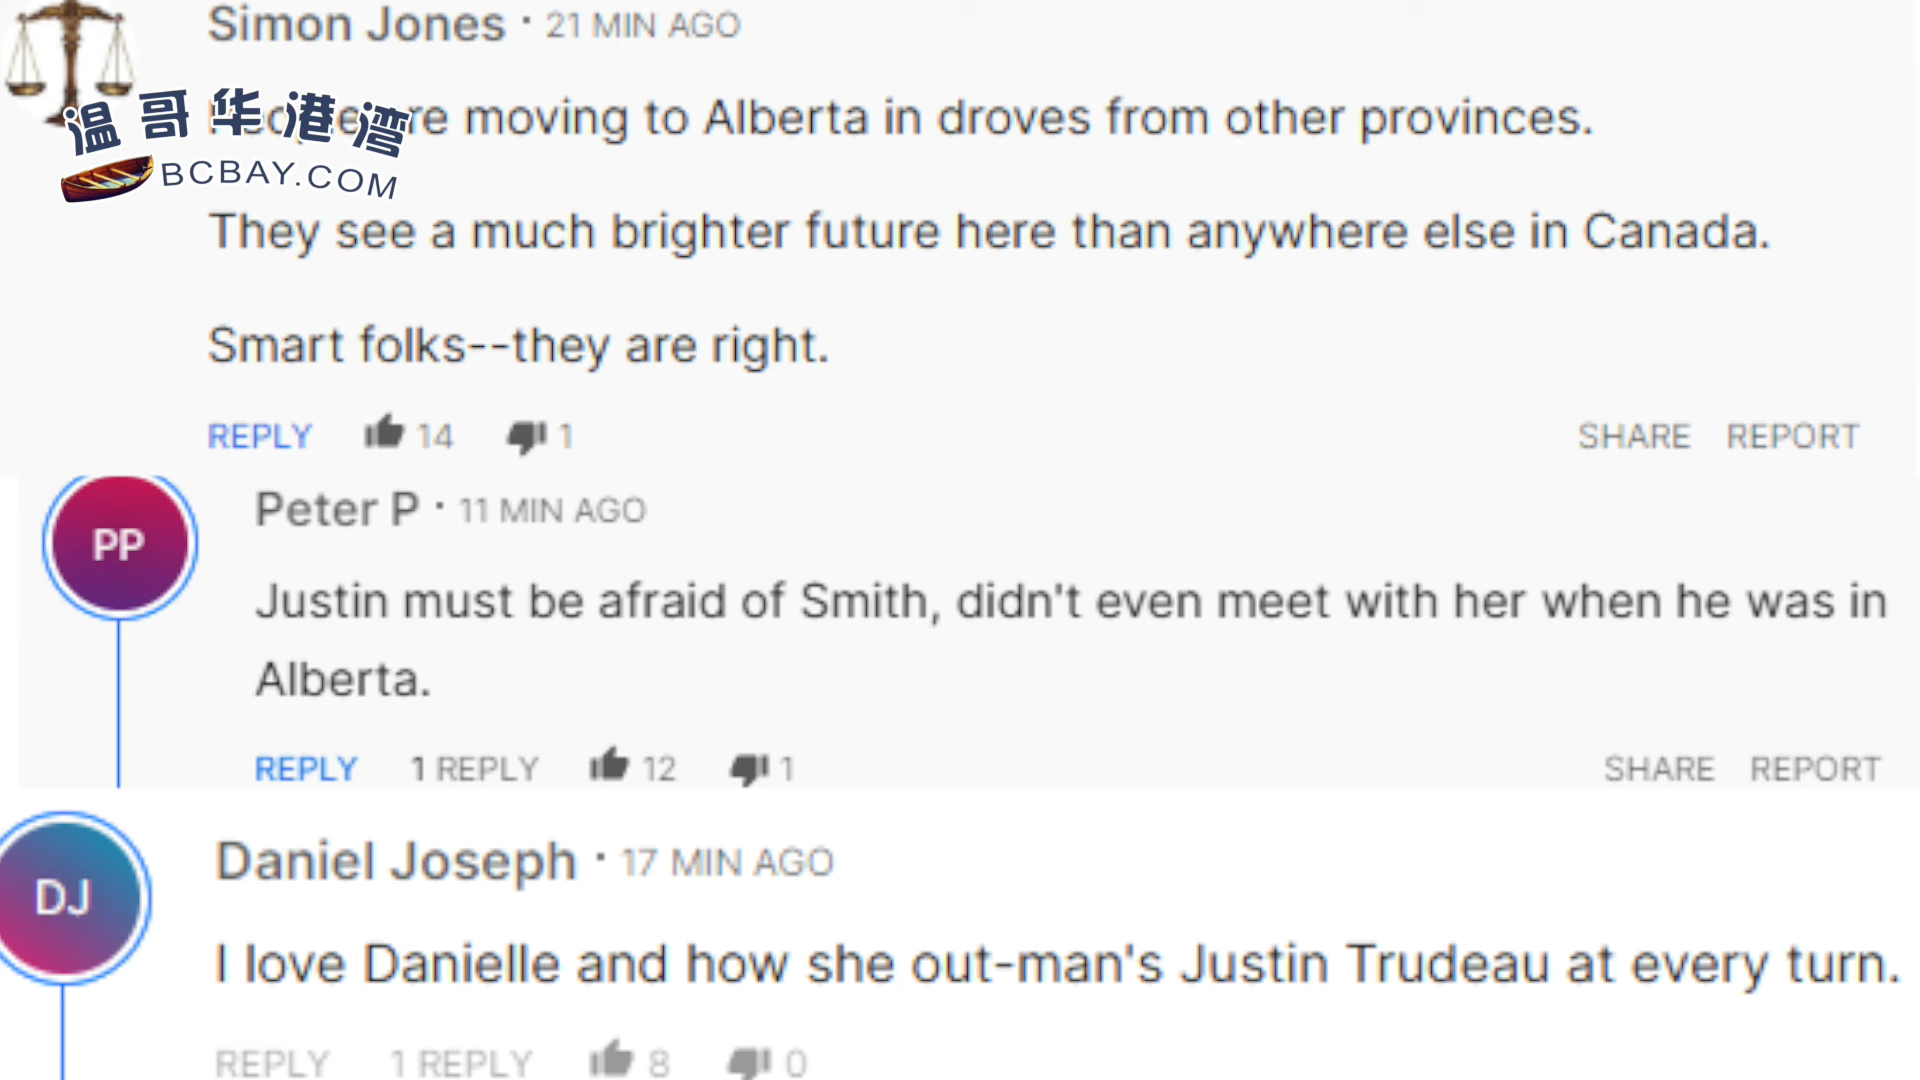 Simon Jones · 21 MIN AGO
温哥华港湾
BCBAY.COM
moving to Alberta in droves from other provinces.
They see a much brighter future here than anywhere else in Canada.
Smart folks--they are right.
REPLY 14 1 SHARE REPORT
PP
Peter P · 11 MIN AGO
Justin must be afraid of Smith, didn't even meet with her when he was in
Alberta.
REPLY 1 REPLY 12 1 SHARE REPORT
DJ
Daniel Joseph · 17 MIN AGO
I love Danielle and how she out-man's Justin Trudeau at every turn.
REPLY 1 REPLY 8 0